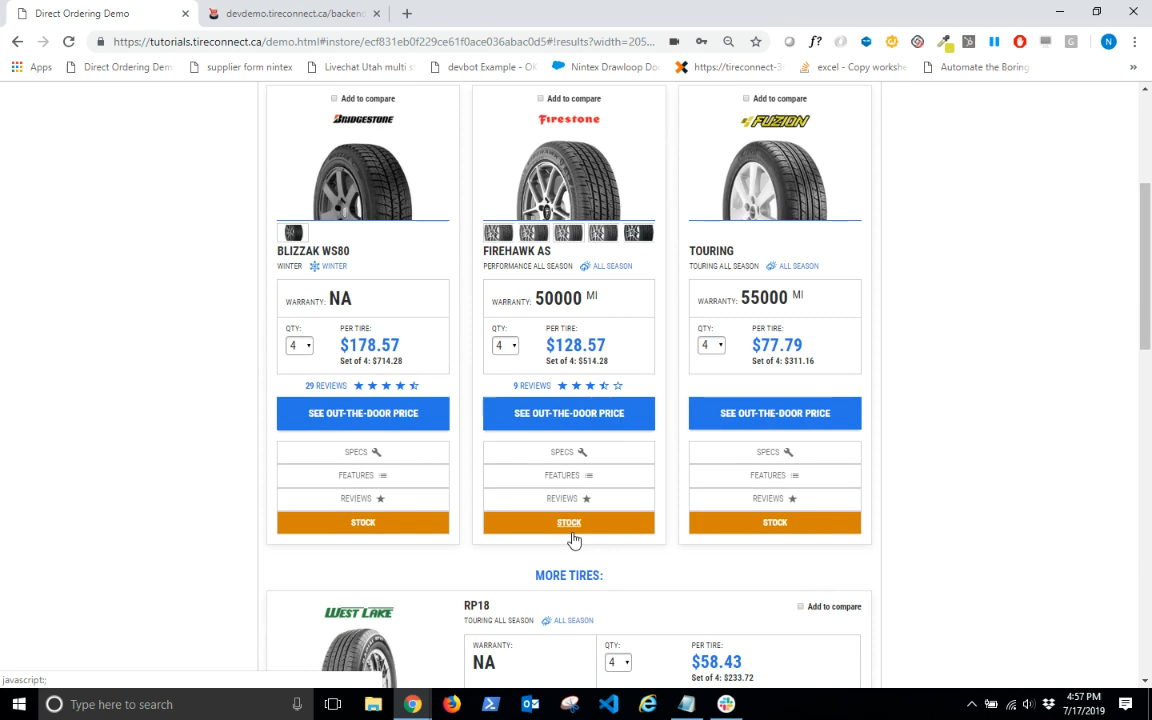 Direct Ordering Demo
devdemo.tireconnect.ca/backend
https://tutorials.tireconnect.ca/demo.html#!instore/ecf831eb0f229ce61f0ace036abac0d5#!results?width=205...
f?
G
N
Apps
Direct Ordering Dem
supplier form nintex
Livechat Utah multi s
devbot Example - OK
Nintex Drawloop Do
https://tireconnect-3
excel - Copy workshe
Automate the Boring
»
Add to compare
Add to compare
Add to compare
BRIDGESTONE
Firestone
FUZION
BLIZZAK WS80
FIREHAWK AS
TOURING
WINTER WINTER
PERFORMANCE ALL SEASON ALL SEASON
TOURING ALL SEASON ALL SEASON
WARRANTY: NA
WARRANTY: 50000 MI
WARRANTY: 55000 MI
QTY: PER TIRE:
4 $178.57
Set of 4: $714.28
QTY: PER TIRE:
4 $128.57
Set of 4: $514.28
QTY: PER TIRE:
4 $77.79
Set of 4: $311.16
29 REVIEWS
9 REVIEWS
SEE OUT-THE-DOOR PRICE
SEE OUT-THE-DOOR PRICE
SEE OUT-THE-DOOR PRICE
SPECS
SPECS
SPECS
FEATURES
FEATURES
FEATURES
REVIEWS
REVIEWS
REVIEWS
STOCK
STOCK
STOCK
MORE TIRES:
WEST LAKE
RP18
Add to compare
TOURING ALL SEASON ALL SEASON
WARRANTY:
NA
QTY:
4
PER TIRE:
$58.43
Set of 4: $233.72
javascript:;
Type here to search
4:57 PM
7/17/2019